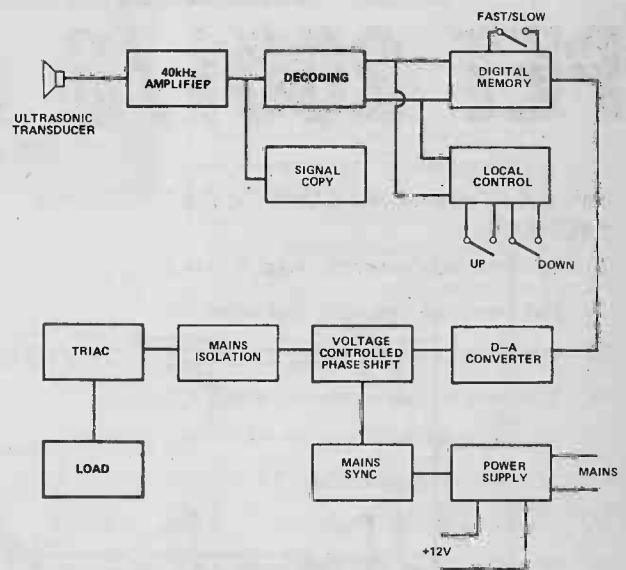 FAST/SLOW
ULTRASONIC
TRANSDUCER
40kHz
AMPLIFIEP
DECODING
DIGITAL
MEMORY
SIGNAL
COPY
LOCAL
CONTROL
UP
DOWN
TRIAC
MAINS
ISOLATION
VOLTAGE
CONTROLLED
PHASE SHIFT
D–A
CONVERTER
LOAD
MAINS
SYNC
POWER
SUPPLY
MAINS
+12V